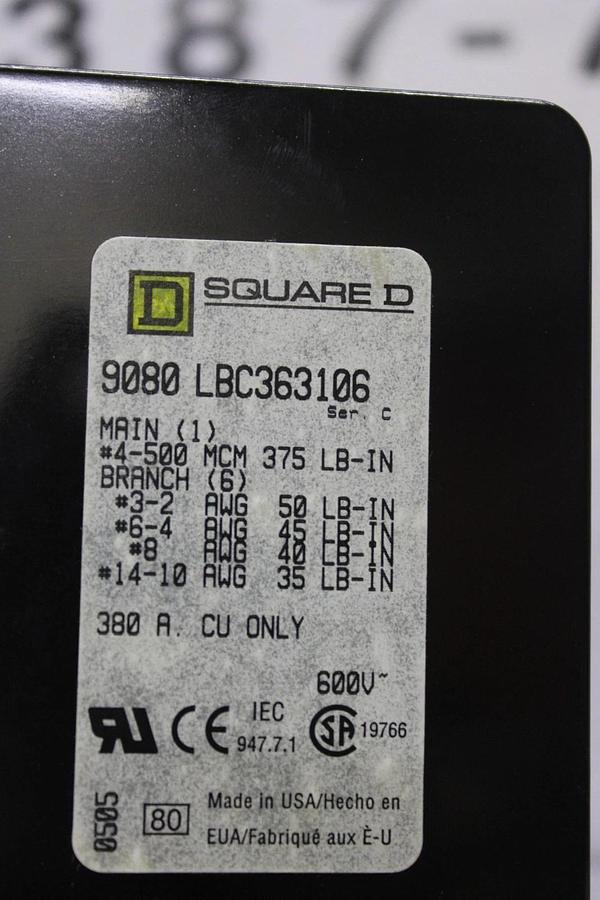 387-
D SQUARE D
9080 LBC363106
Ser. C
MAIN (1)
#4-500 MCM 375 LB-IN
BRANCH (6)
#3-2 AWG 50 LB-IN
#6-4 AWG 45 LB-IN
#8 AWG 40 LB-IN
#14-10 AWG 35 LB-IN
380 A. CU ONLY
600V~
RU CE IEC 947.7.1 SA 19766
0505
80
Made in USA/Hecho en
EUA/Fabriqué aux È-U